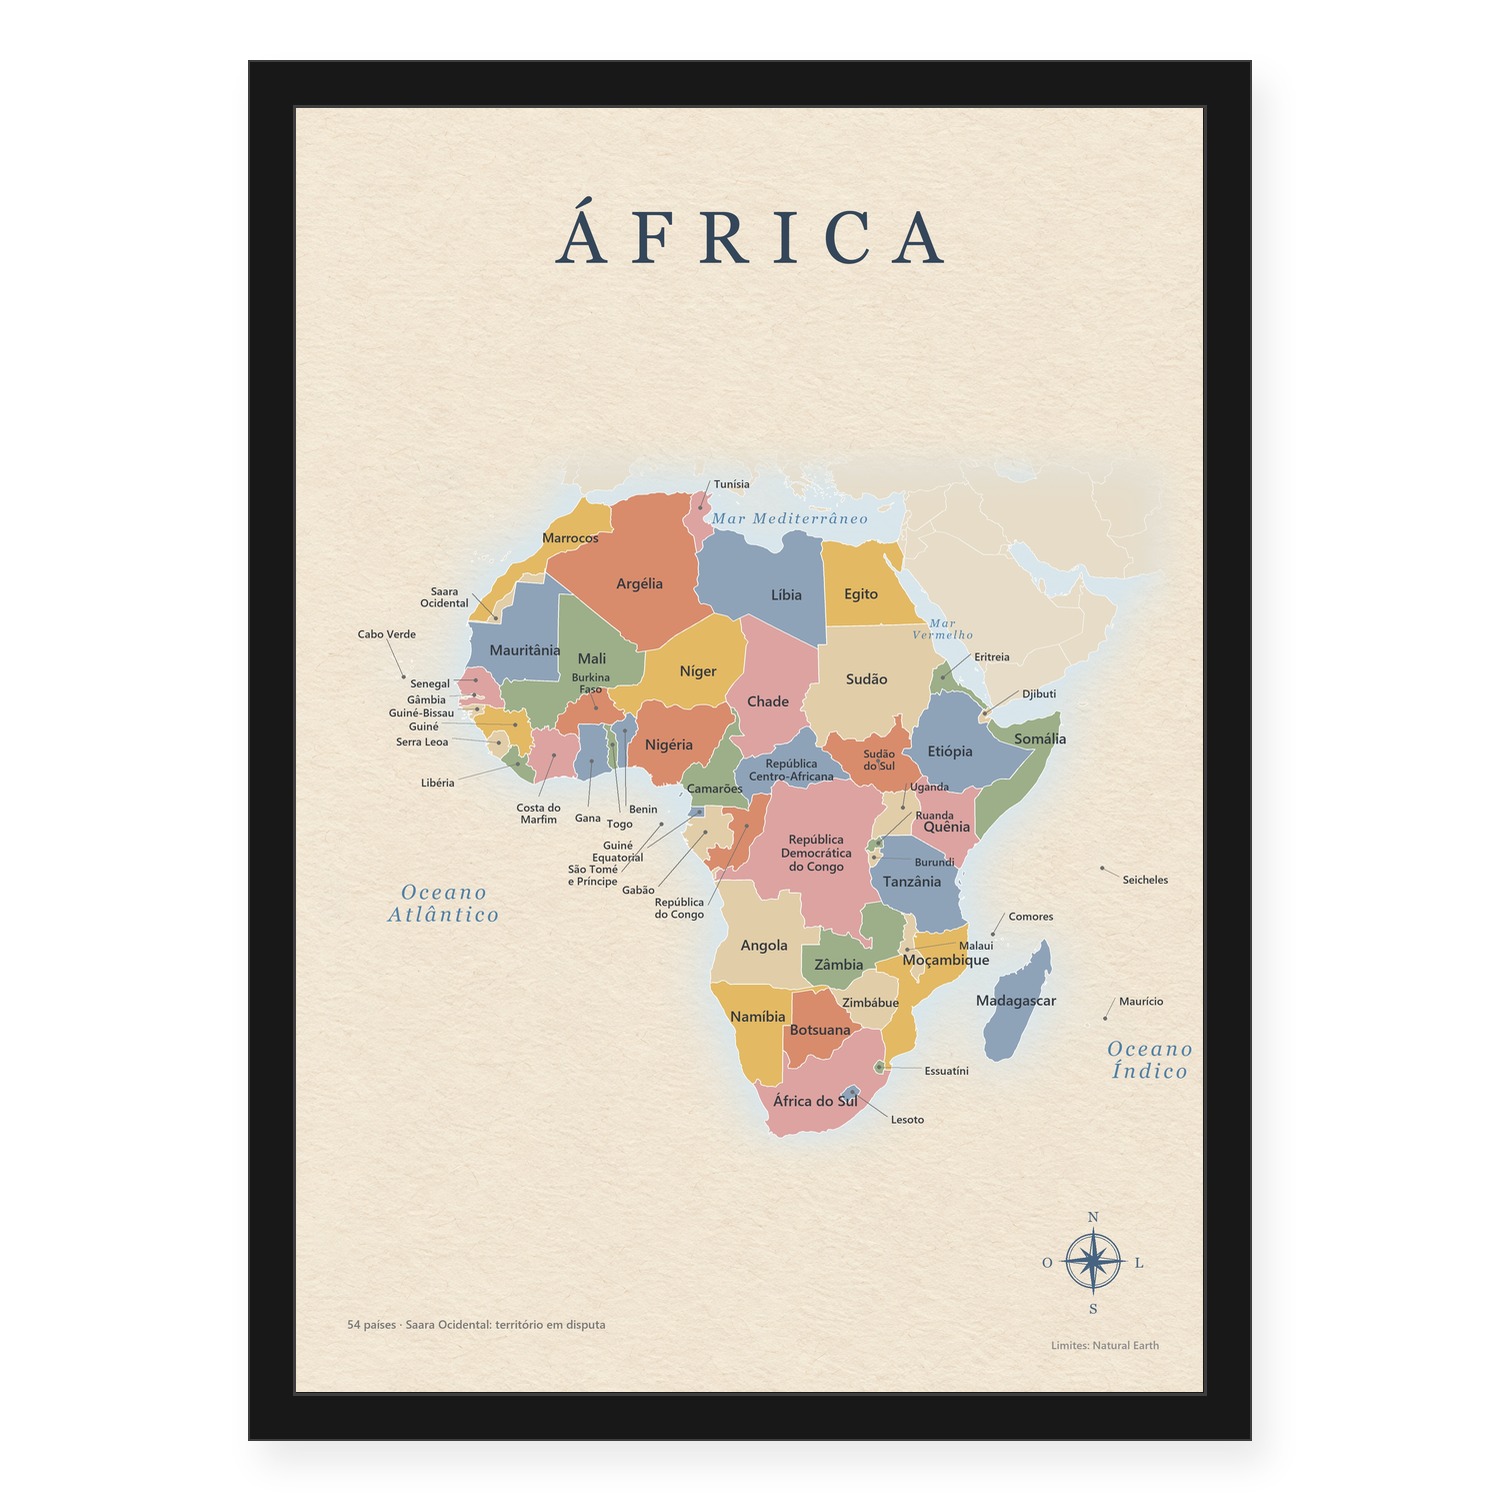 ÁFRICA
Tunísia
Mar Mediterrâneo
Marrocos
Argélia
Líbia
Egito
Saara
Ocidental
Mar
Vermelho
Cabo Verde
Mauritânia
Mali
Níger
Chade
Sudão
Eritreia
Burkina
Faso
Senegal
Gâmbia
Guiné-Bissau
Guiné
Serra Leoa
Libéria
Djibuti
Nigéria
Somália
Etiópia
Sudão
do Sul
República
Centro-Africana
Camarões
Uganda
Costa do
Marfim
Gana
Togo
Benin
Ruanda
Quênia
Guiné
Equatorial
São Tomé
e Príncipe
Gabão
República
do Congo
República
Democrática
do Congo
Burundi
Tanzânia
Seicheles
Oceano
Atlântico
Comores
Angola
Zâmbia
Malaui
Moçambique
Zimbábue
Madagascar
Maurício
Namíbia
Botsuana
Oceano
Índico
Essuatíni
África do Sul
Lesoto
N
O
L
S
54 países · Saara Ocidental: território em disputa
Limites: Natural Earth